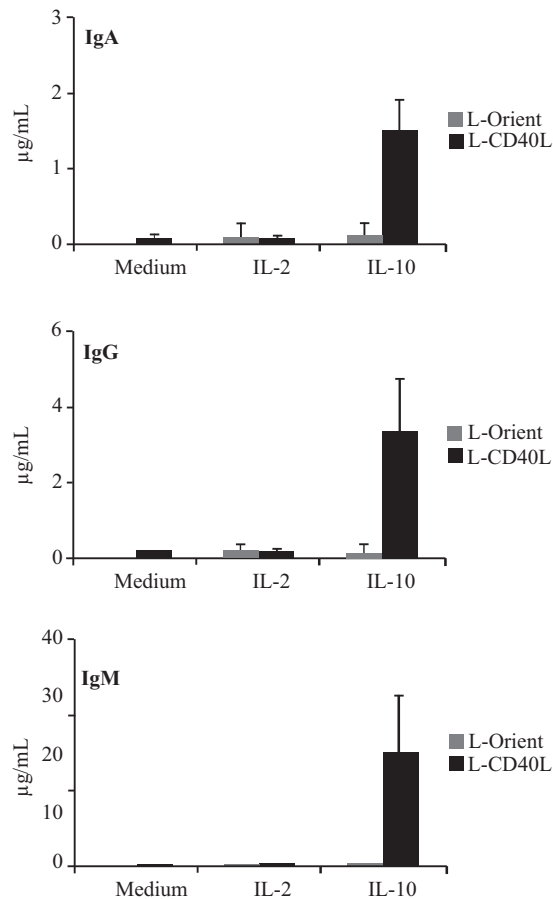 IgA
3
2
1
0
µg/mL
L-Orient
L-CD40L
Medium IL-2 IL-10
IgG
6
4
2
0
µg/mL
L-Orient
L-CD40L
Medium IL-2 IL-10
IgM
40
30
20
10
0
µg/mL
L-Orient
L-CD40L
Medium IL-2 IL-10